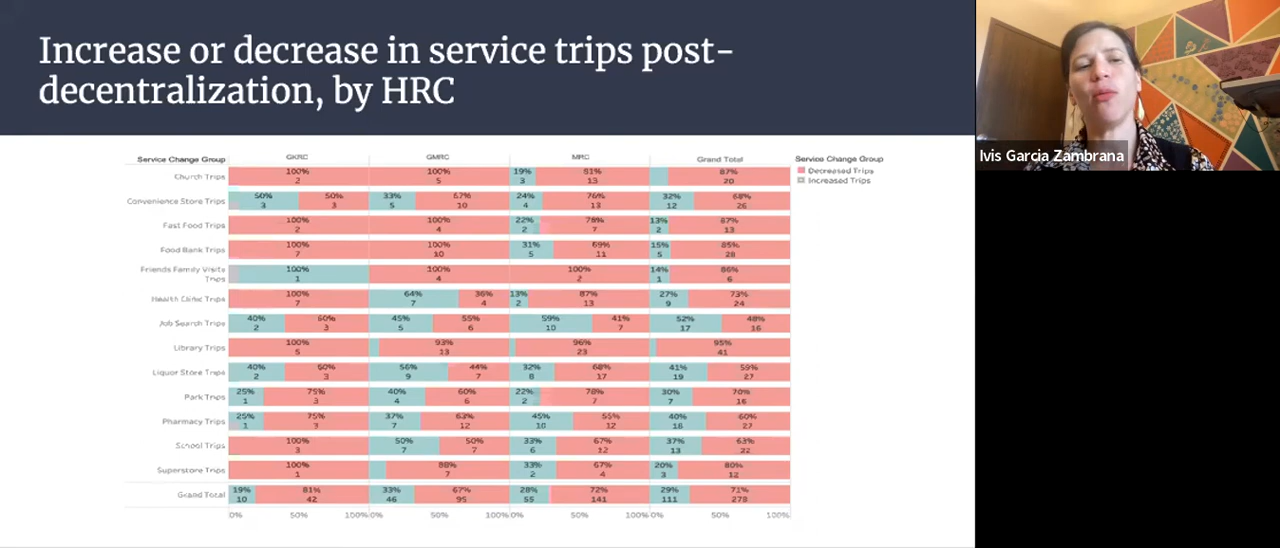 Increase or decrease in service trips post-
decentralization, by HRC
Ivis Garcia Zambrana
Service Change Group GKRC GMRC MRC Grand Total Service Change Group
Decreased Trips
Increased Trips
Church Trips 100% 100% 19% 81% 87%
2 5 3 13 20
Convenience Store Trips 50% 50% 33% 67% 24% 76% 32% 68%
3 3 5 10 4 13 12 26
Fast Food Trips 100% 100% 22% 78% 13% 87%
2 4 2 7 2 13
Food Bank Trips 100% 100% 31% 69% 15% 85%
7 10 5 11 5 28
Friends Family Visits
Trips
100% 100% 100% 14% 86%
1 4 2 1 6
Health Clinic Trips 100% 64% 36% 13% 87% 27% 73%
7 7 4 2 13 9 24
Job Search Trips 40% 60% 45% 55% 59% 41% 52% 48%
2 3 5 6 10 7 17 16
Library Trips 100% 93% 96% 95%
5 13 23 41
Liquor Store Trips 40% 60% 56% 44% 32% 68% 41% 59%
2 3 9 7 8 17 19 27
Park Trips 25% 75% 40% 60% 22% 78% 30% 70%
1 3 4 6 2 7 7 16
Pharmacy Trips 25% 75% 37% 63% 45% 55% 40% 60%
1 3 7 12 10 12 18 27
School Trips 100% 50% 50% 33% 67% 37% 63%
3 7 7 6 12 13 22
Superstore Trips 100% 88% 33% 67% 20% 80%
1 7 2 4 3 12
Grand Total 19% 81% 33% 67% 28% 72% 29% 71%
10 42 46 95 55 141 111 278
0% 50% 100% 0% 50% 100% 0% 50% 100% 0% 50% 100%